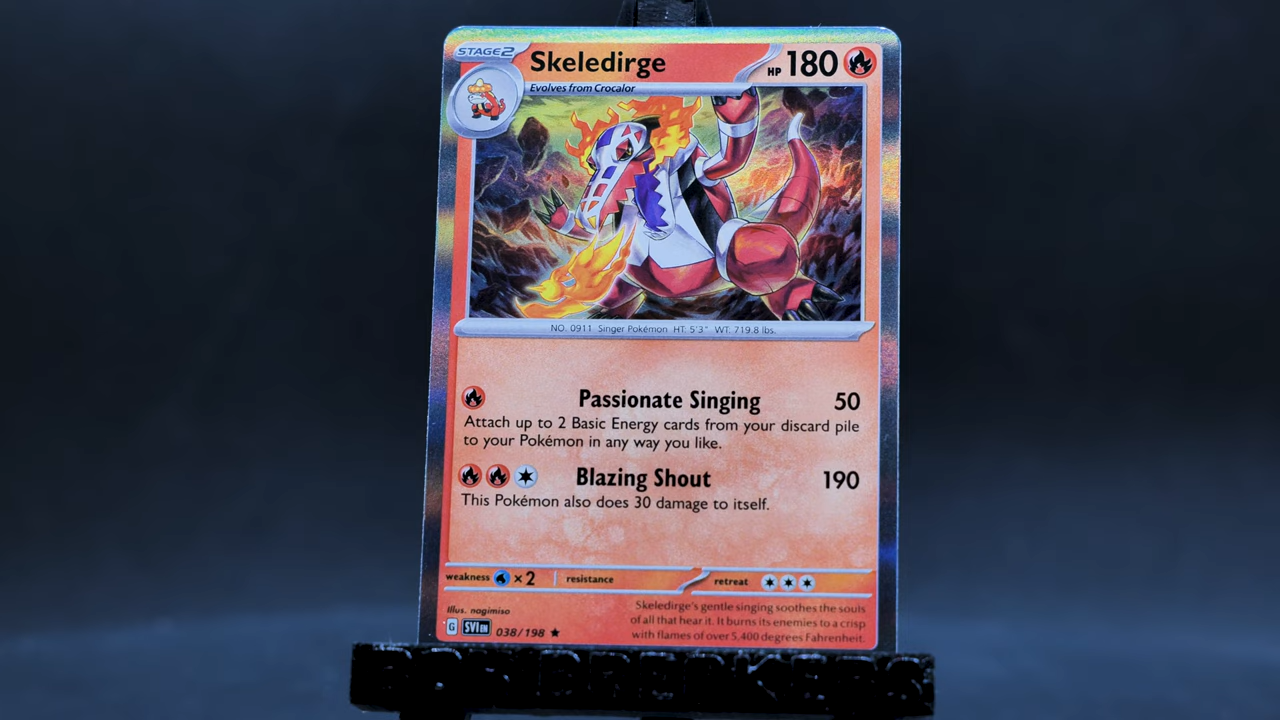 STAGE2
Skeledirge
HP 180
Evolves from Crocalor
NO. 0911 Singer Pokémon HT: 5'3" WT: 719.8 lbs.
Passionate Singing 50
Attach up to 2 Basic Energy cards from your discard pile
to your Pokémon in any way you like.
Blazing Shout 190
This Pokémon also does 30 damage to itself.
weakness ×2 resistance retreat
Illus. nagimiso
G SVI EN 038/198
Skeledirge's gentle singing soothes the souls
of all that hear it. It burns its enemies to a crisp
with flames of over 5,400 degrees Fahrenheit.